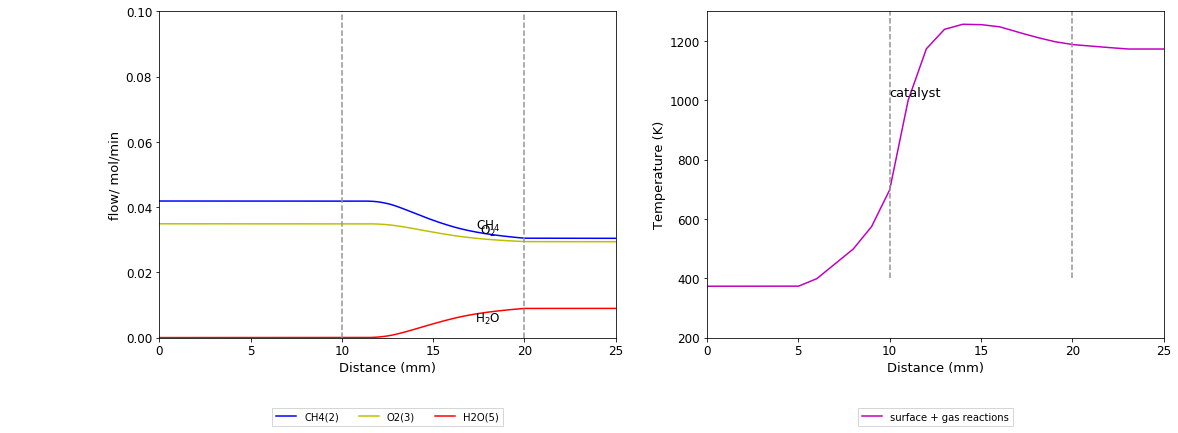 0.10
0.08
0.06
0.04
0.02
0.00
flow/ mol/min
CH₄
O₂
H₂O
0 5 10 15 20 25
Distance (mm)
CH4(2) O2(3) H2O(5)
1200
1000
800
600
400
200
Temperature (K)
catalyst
0 5 10 15 20 25
Distance (mm)
surface + gas reactions